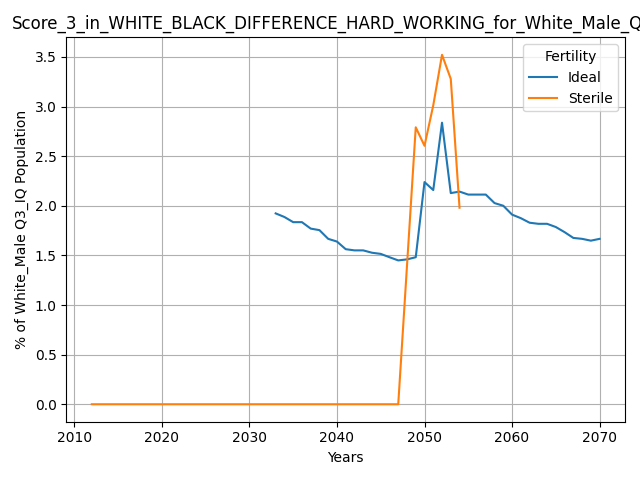 Score_3_in_WHITE_BLACK_DIFFERENCE_HARD_WORKING_for_White_Male_Q
% of White_Male Q3_IQ Population
3.5
3.0
2.5
2.0
1.5
1.0
0.5
0.0
Fertility
Ideal
Sterile
2010 2020 2030 2040 2050 2060 2070
Years